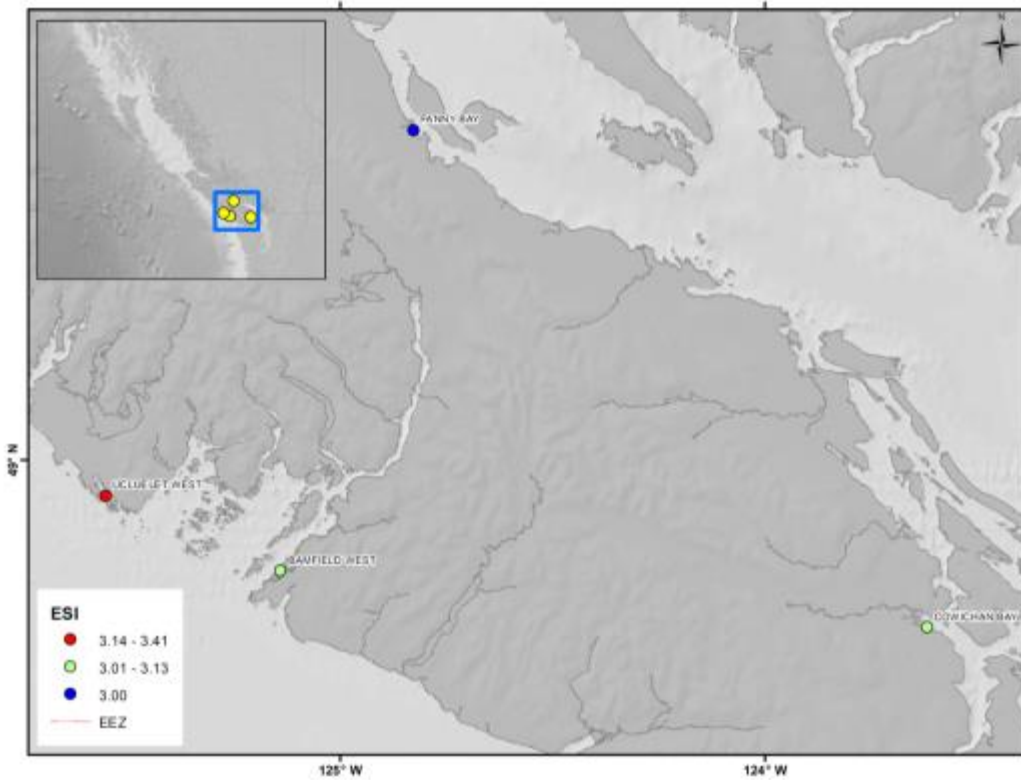 N
FANNY BAY
49° N
UCLUELET WEST
BAMFIELD WEST
COWICHAN BAY
ESI
3.14 - 3.41
3.01 - 3.13
3.00
EEZ
125° W
124° W